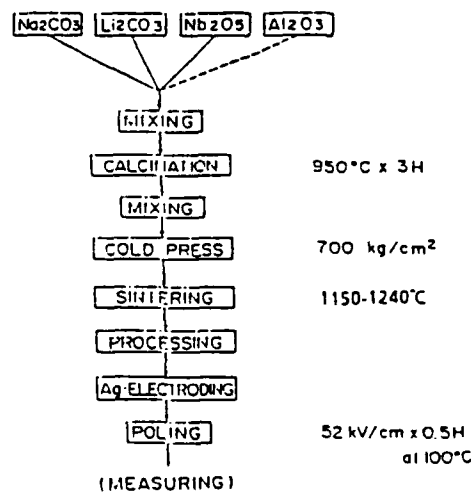 Na2CO3 Li2CO3 Nb2O5 Al2O3
MIXING
CALCINATION 950°C x 3H
MIXING
COLD PRESS 700 kg/cm²
SINTERING 1150-1240°C
PROCESSING
Ag-ELECTRODING
POLING 52 kV/cm x 0.5H
at 100°C
(MEASURING)